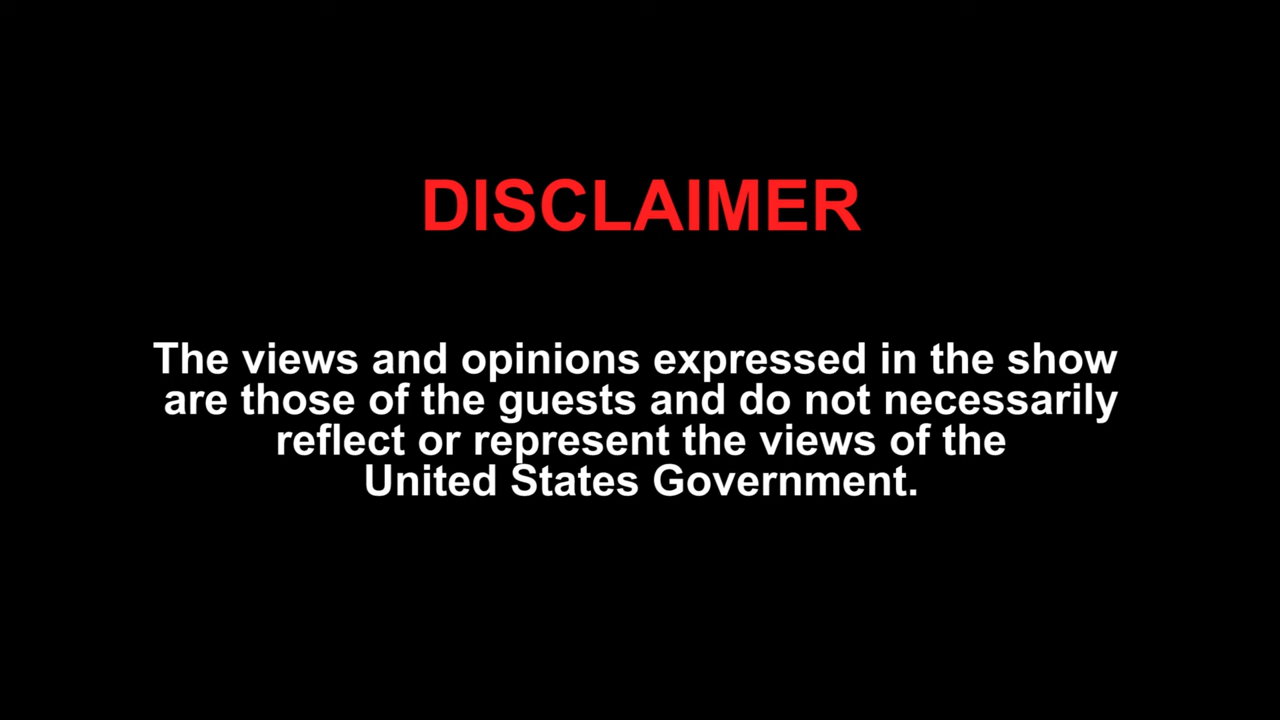 DISCLAIMER
The views and opinions expressed in the show
are those of the guests and do not necessarily
reflect or represent the views of the
United States Government.